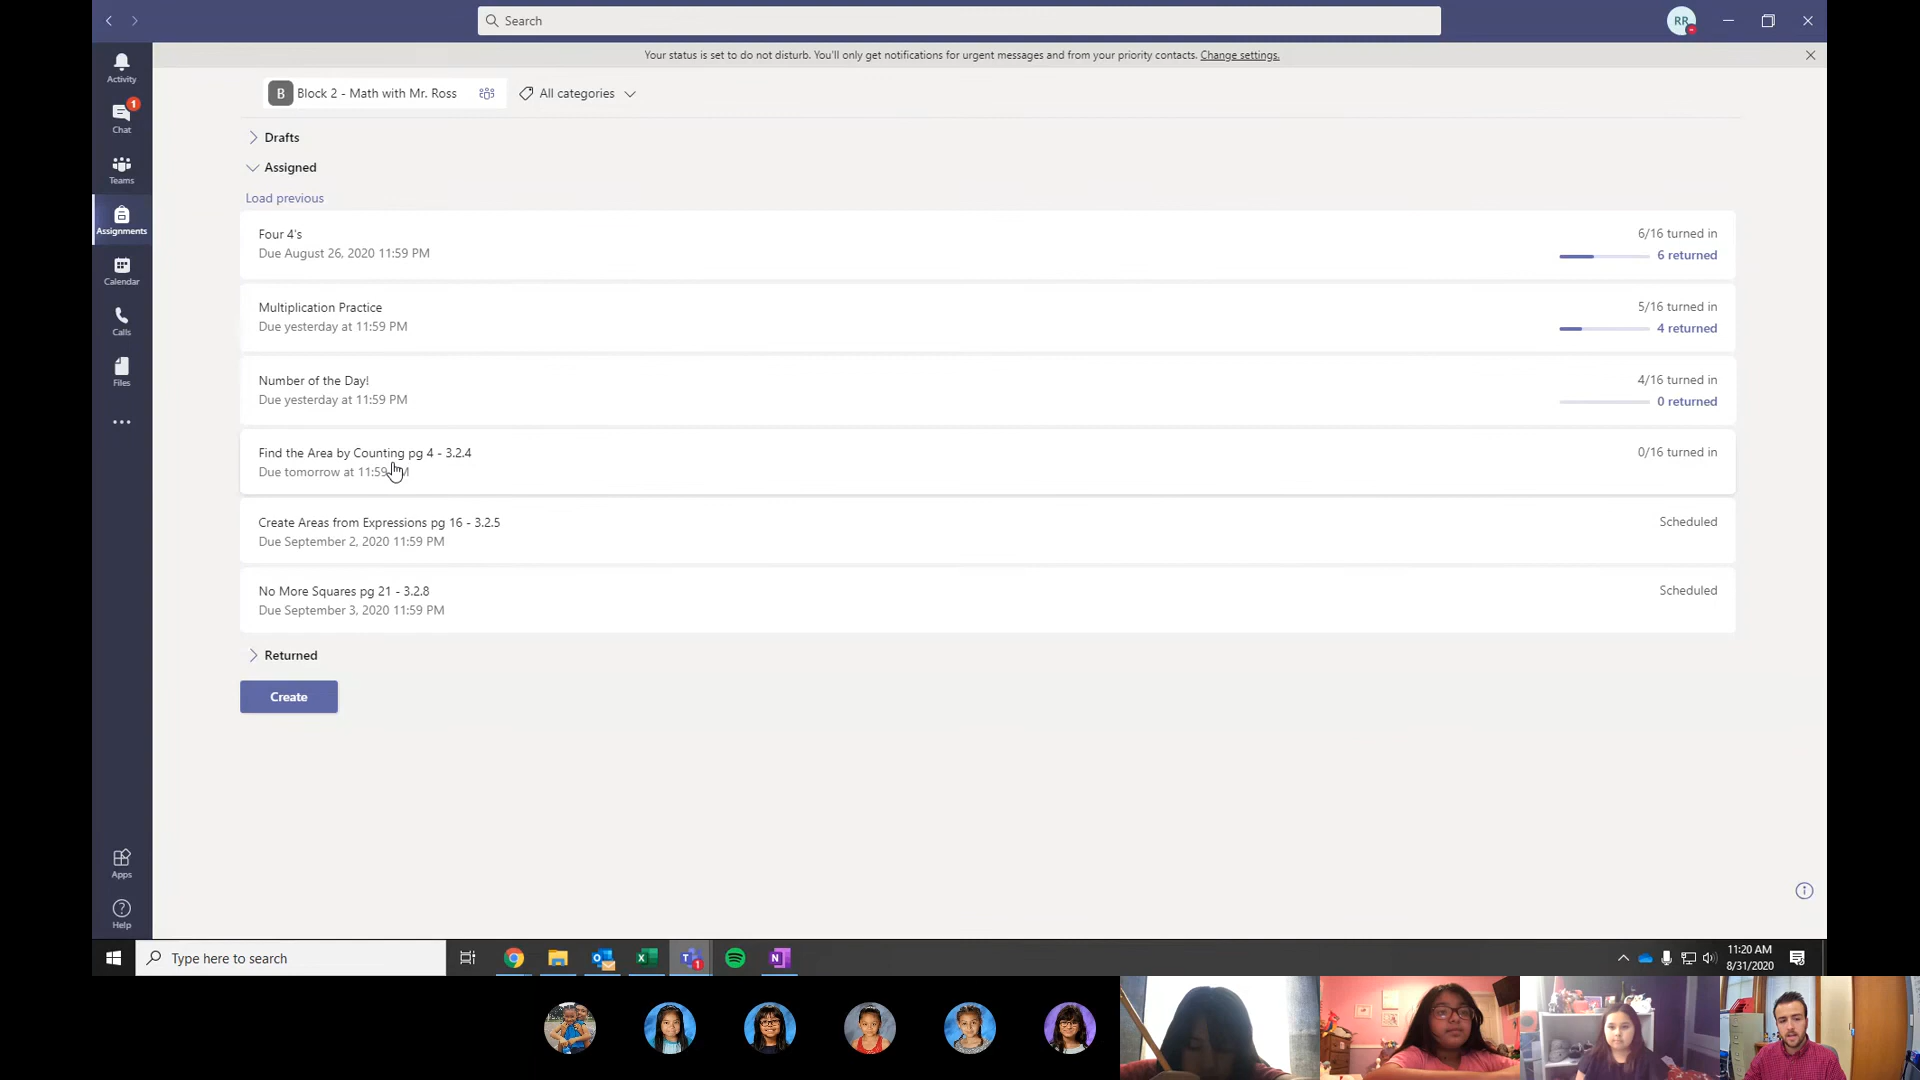 Search
RR
Your status is set to do not disturb. You'll only get notifications for urgent messages and from your priority contacts. Change settings.
Activity
1
Chat
Teams
Assignments
Calendar
Calls
Files
Apps
Help
B Block 2 - Math with Mr. Ross
All categories
Drafts
Assigned
Load previous
Four 4's
Due August 26, 2020 11:59 PM
6/16 turned in
6 returned
Multiplication Practice
Due yesterday at 11:59 PM
5/16 turned in
4 returned
Number of the Day!
Due yesterday at 11:59 PM
4/16 turned in
0 returned
Find the Area by Counting pg 4 - 3.2.4
Due tomorrow at 11:59 PM
0/16 turned in
Create Areas from Expressions pg 16 - 3.2.5
Due September 2, 2020 11:59 PM
Scheduled
No More Squares pg 21 - 3.2.8
Due September 3, 2020 11:59 PM
Scheduled
Returned
Create
Type here to search
11:20 AM
8/31/2020